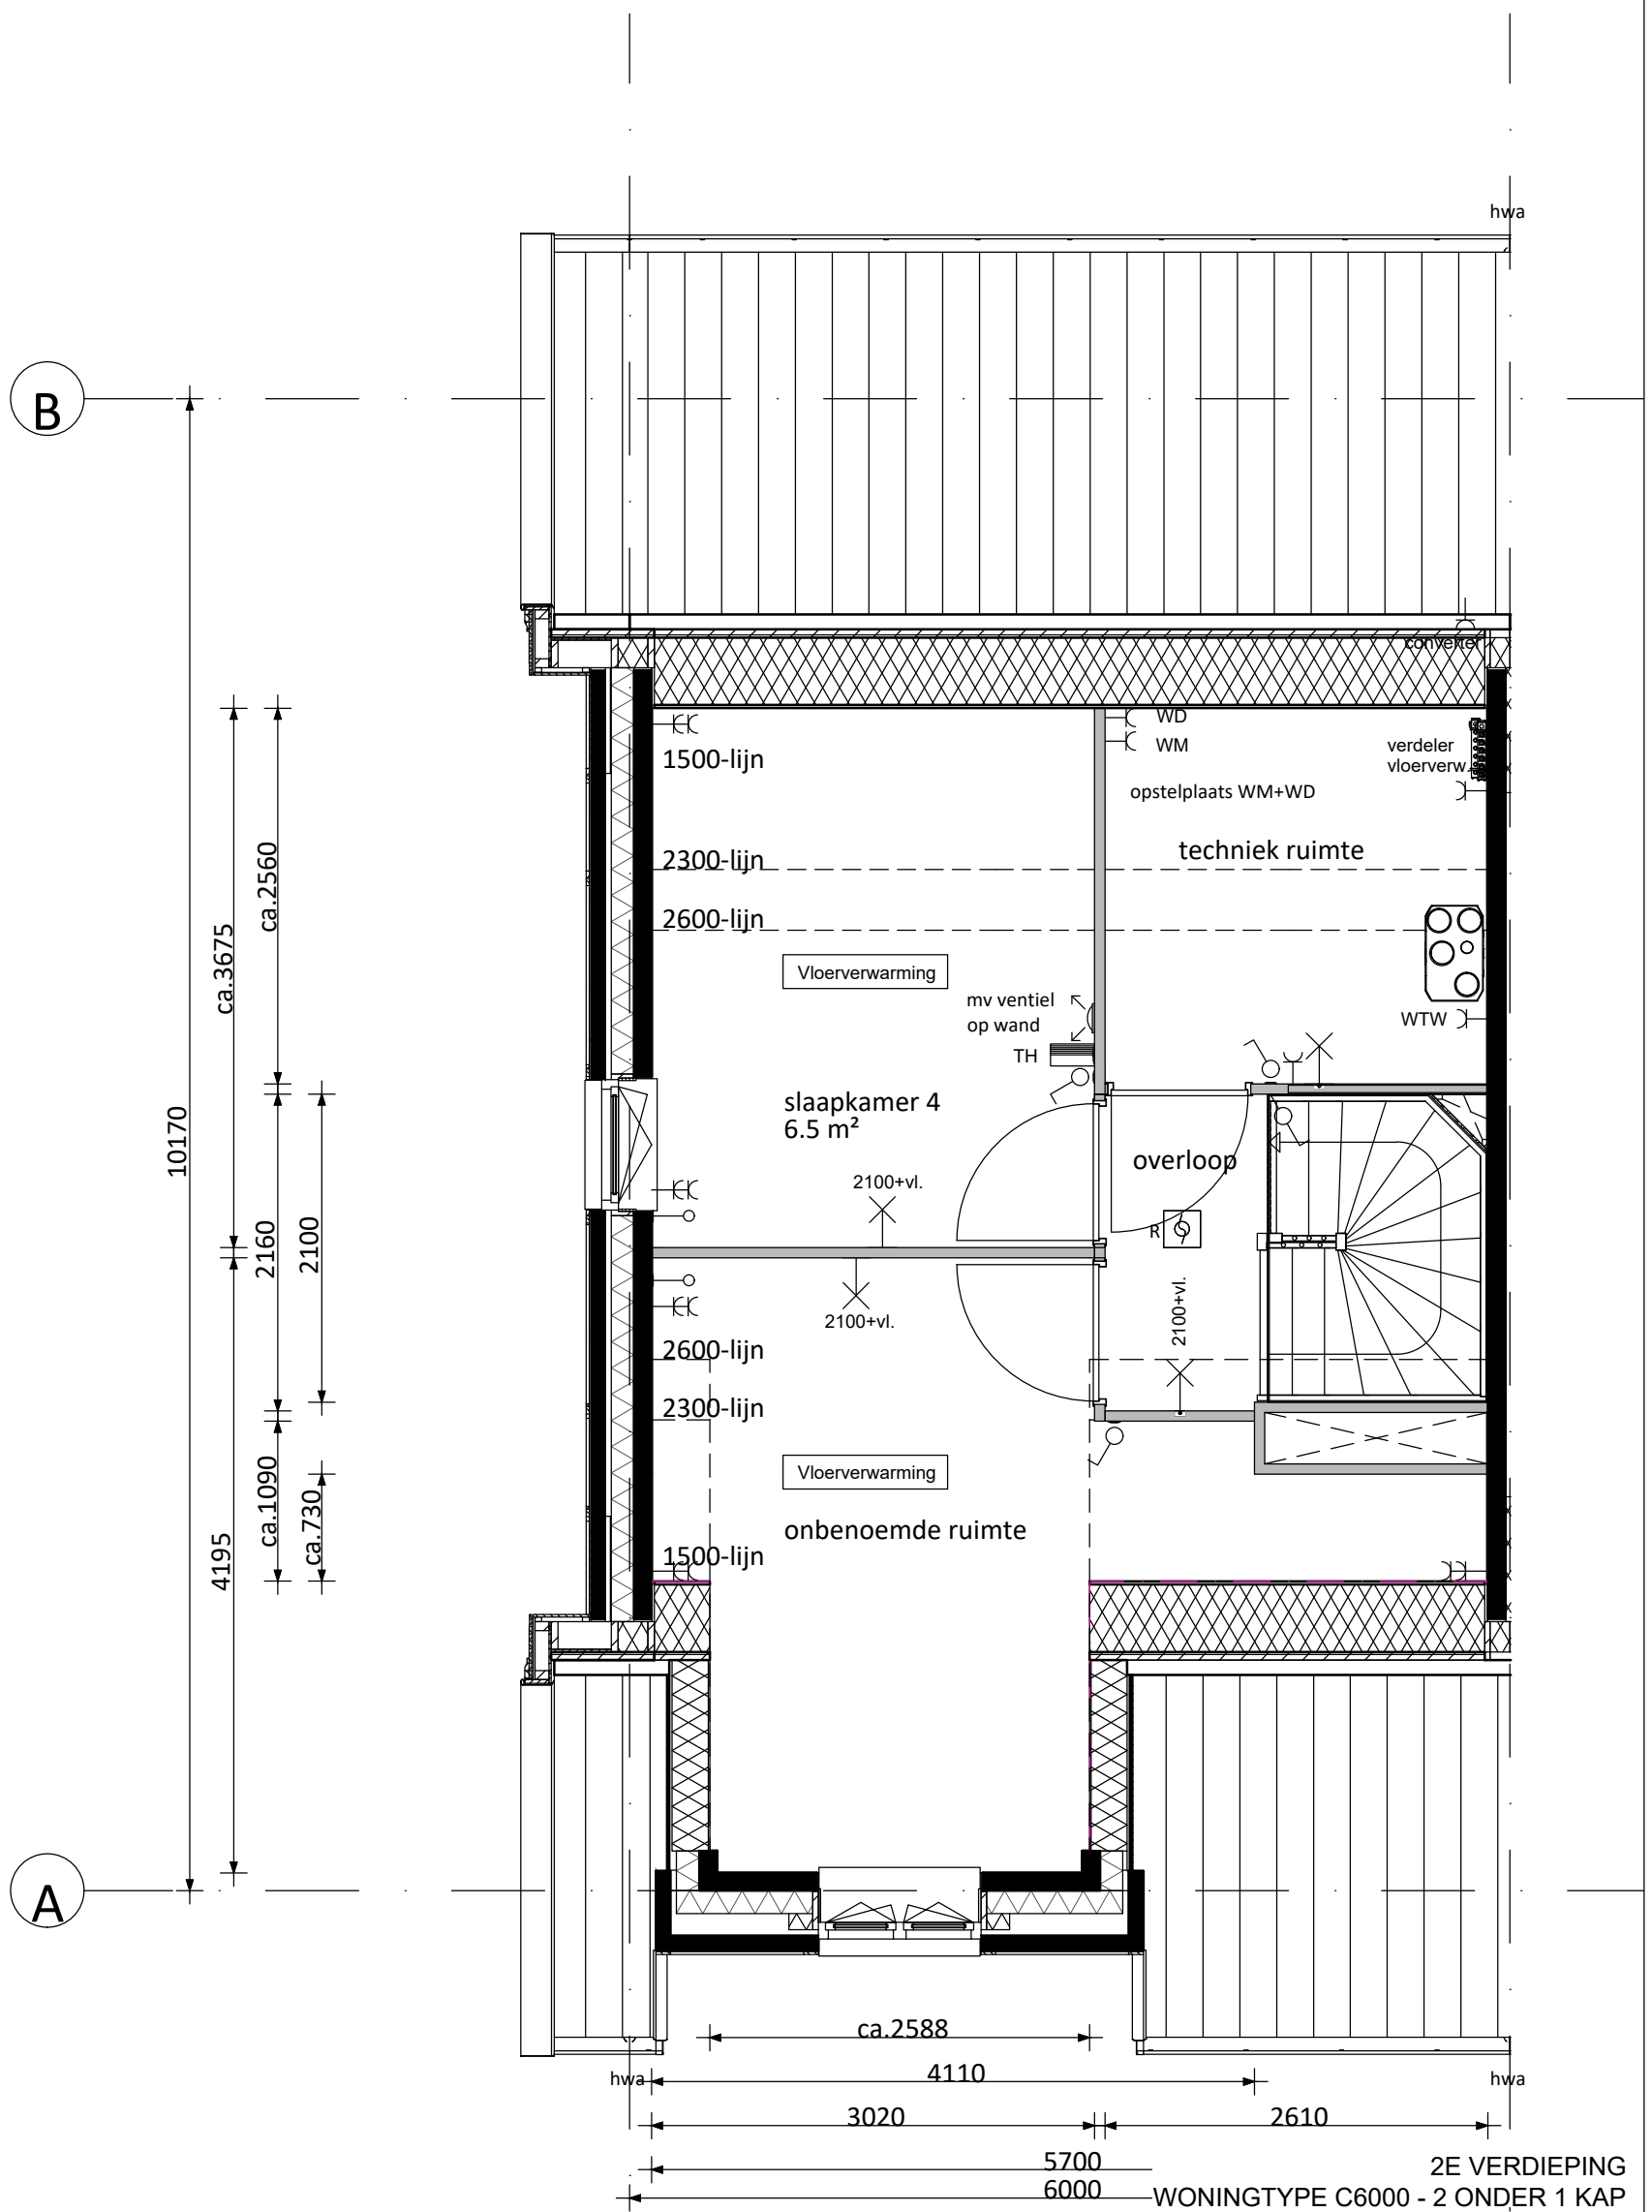 hwa
B
converter
WD
WM
1500-lijn
verdeler
vloerverw.
opstelplaats WM+WD
techniek ruimte
2300-lijn
2600-lijn
ca.2560
ca.3675
Vloerverwarming
mv ventiel
op wand
TH
WTW
slaapkamer 4
6.5 m²
10170
overloop
2100+vl.
R
2160
2100
2100+vl.
2100+vl.
2600-lijn
2300-lijn
Vloerverwarming
ca.1090
ca.730
onbenoemde ruimte
4195
1500-lijn
A
ca.2588
hwa
4110
hwa
3020
2610
5700
2E VERDIEPING
6000
WONINGTYPE C6000 - 2 ONDER 1 KAP